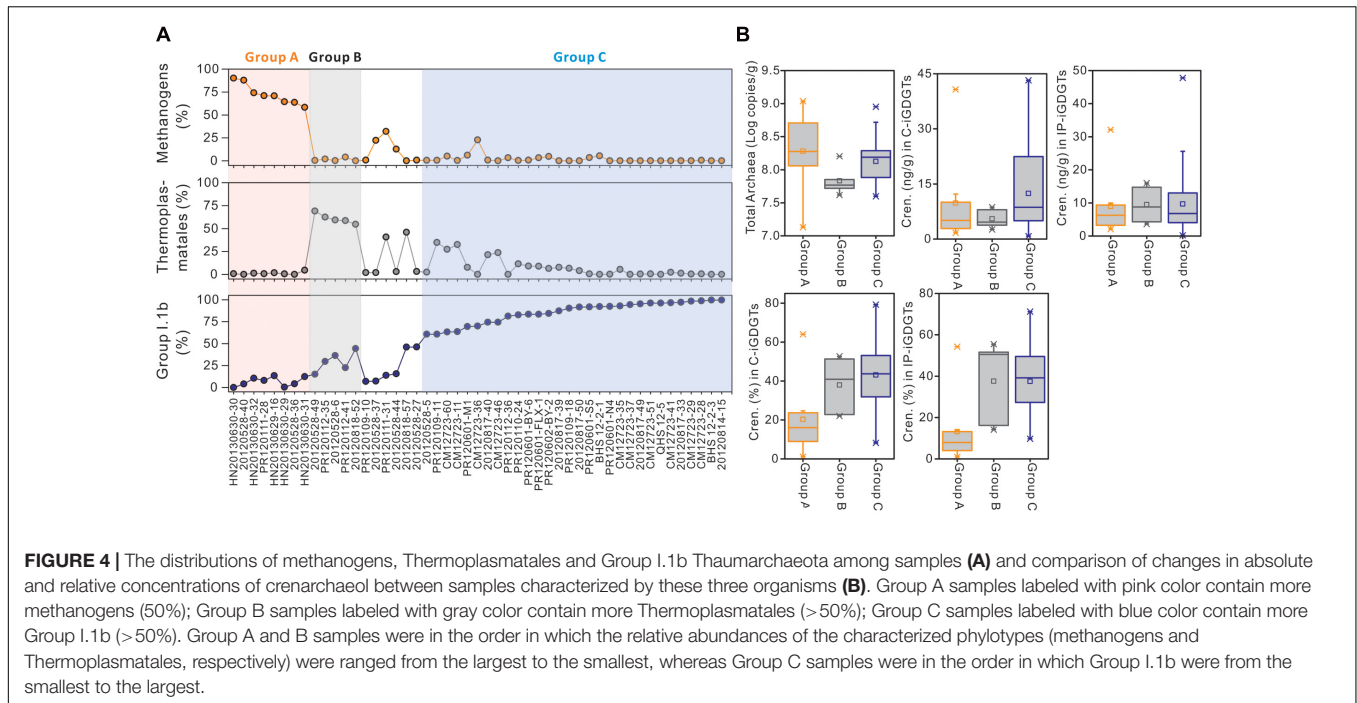 A
Group A
Group B
Group C
Methanogens
(%)
100
75
50
25
0
Thermoplas-
matales (%)
100
75
50
25
0
Group I.1b
(%)
100
75
50
25
0
HN20130630-30
20120528-40
HN20130630-32
PR120111-28
HN20130629-16
HN20130630-29
20120528-36
HN20130630-31
20120528-49
PR120112-35
20120528-6
PR120112-41
20120818-52
PR120109-10
20120528-37
PR120111-31
20120528-44
20120818-57
20120528-27
20120528-5
PR120109-11
CM12723-60
CM12723-11
PR120601-M1
CM12723-36
20120817-40
CM12723-46
PR120112-36
PR120110-24
PR120601-BY-6
PR120601-FLX-1
PR120602-BY-2
20120817-39
PR120109-18
20120817-50
PR120601-S5
BHS 12-2-1
PR120601-N4
CM12723-35
CM12723-37
20120817-49
CM12723-51
QHS 12-5
CM12723-41
20120817-33
CM12723-29
CM12723-28
BHS 12-2-3
20120814-15
B
Total Archaea (Log copies/g)
9.5
9.0
8.5
8.0
7.5
7.0
Group A
Group B
Group C
Cren. (ng/g) in C-iGDGTs
45
30
15
0
Group A
Group B
Group C
Cren. (ng/g) in IP-iGDGTs
50
40
30
20
10
0
Group A
Group B
Group C
Cren. (%) in C-iGDGTs
80
60
40
20
0
Group A
Group B
Group C
Cren. (%) in IP-iGDGTs
80
60
40
20
0
Group A
Group B
Group C
FIGURE 4 | The distributions of methanogens, Thermoplasmatales and Group I.1b Thaumarchaeota among samples (A) and comparison of changes in absolute
and relative concentrations of crenarchaeol between samples characterized by these three organisms (B). Group A samples labeled with pink color contain more
methanogens (50%); Group B samples labeled with gray color contain more Thermoplasmatales (>50%); Group C samples labeled with blue color contain more
Group I.1b (>50%). Group A and B samples were in the order in which the relative abundances of the characterized phylotypes (methanogens and
Thermoplasmatales, respectively) were ranged from the largest to the smallest, whereas Group C samples were in the order in which Group I.1b were from the
smallest to the largest.